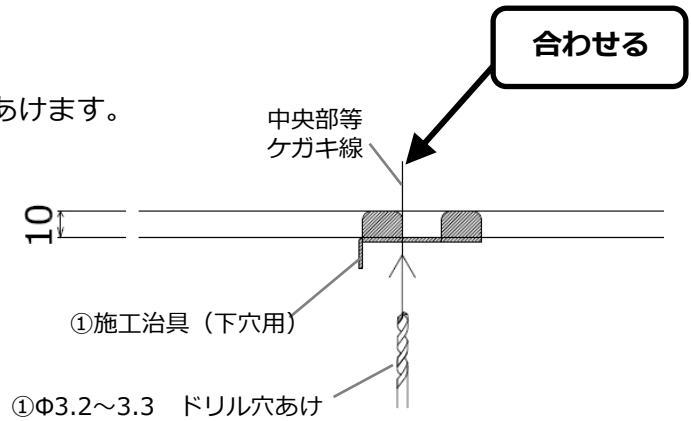 合わせる
あけます。
中央部等
ケガキ線
10
①施工治具（下穴用）
①Φ3.2～3.3　ドリル穴あけ